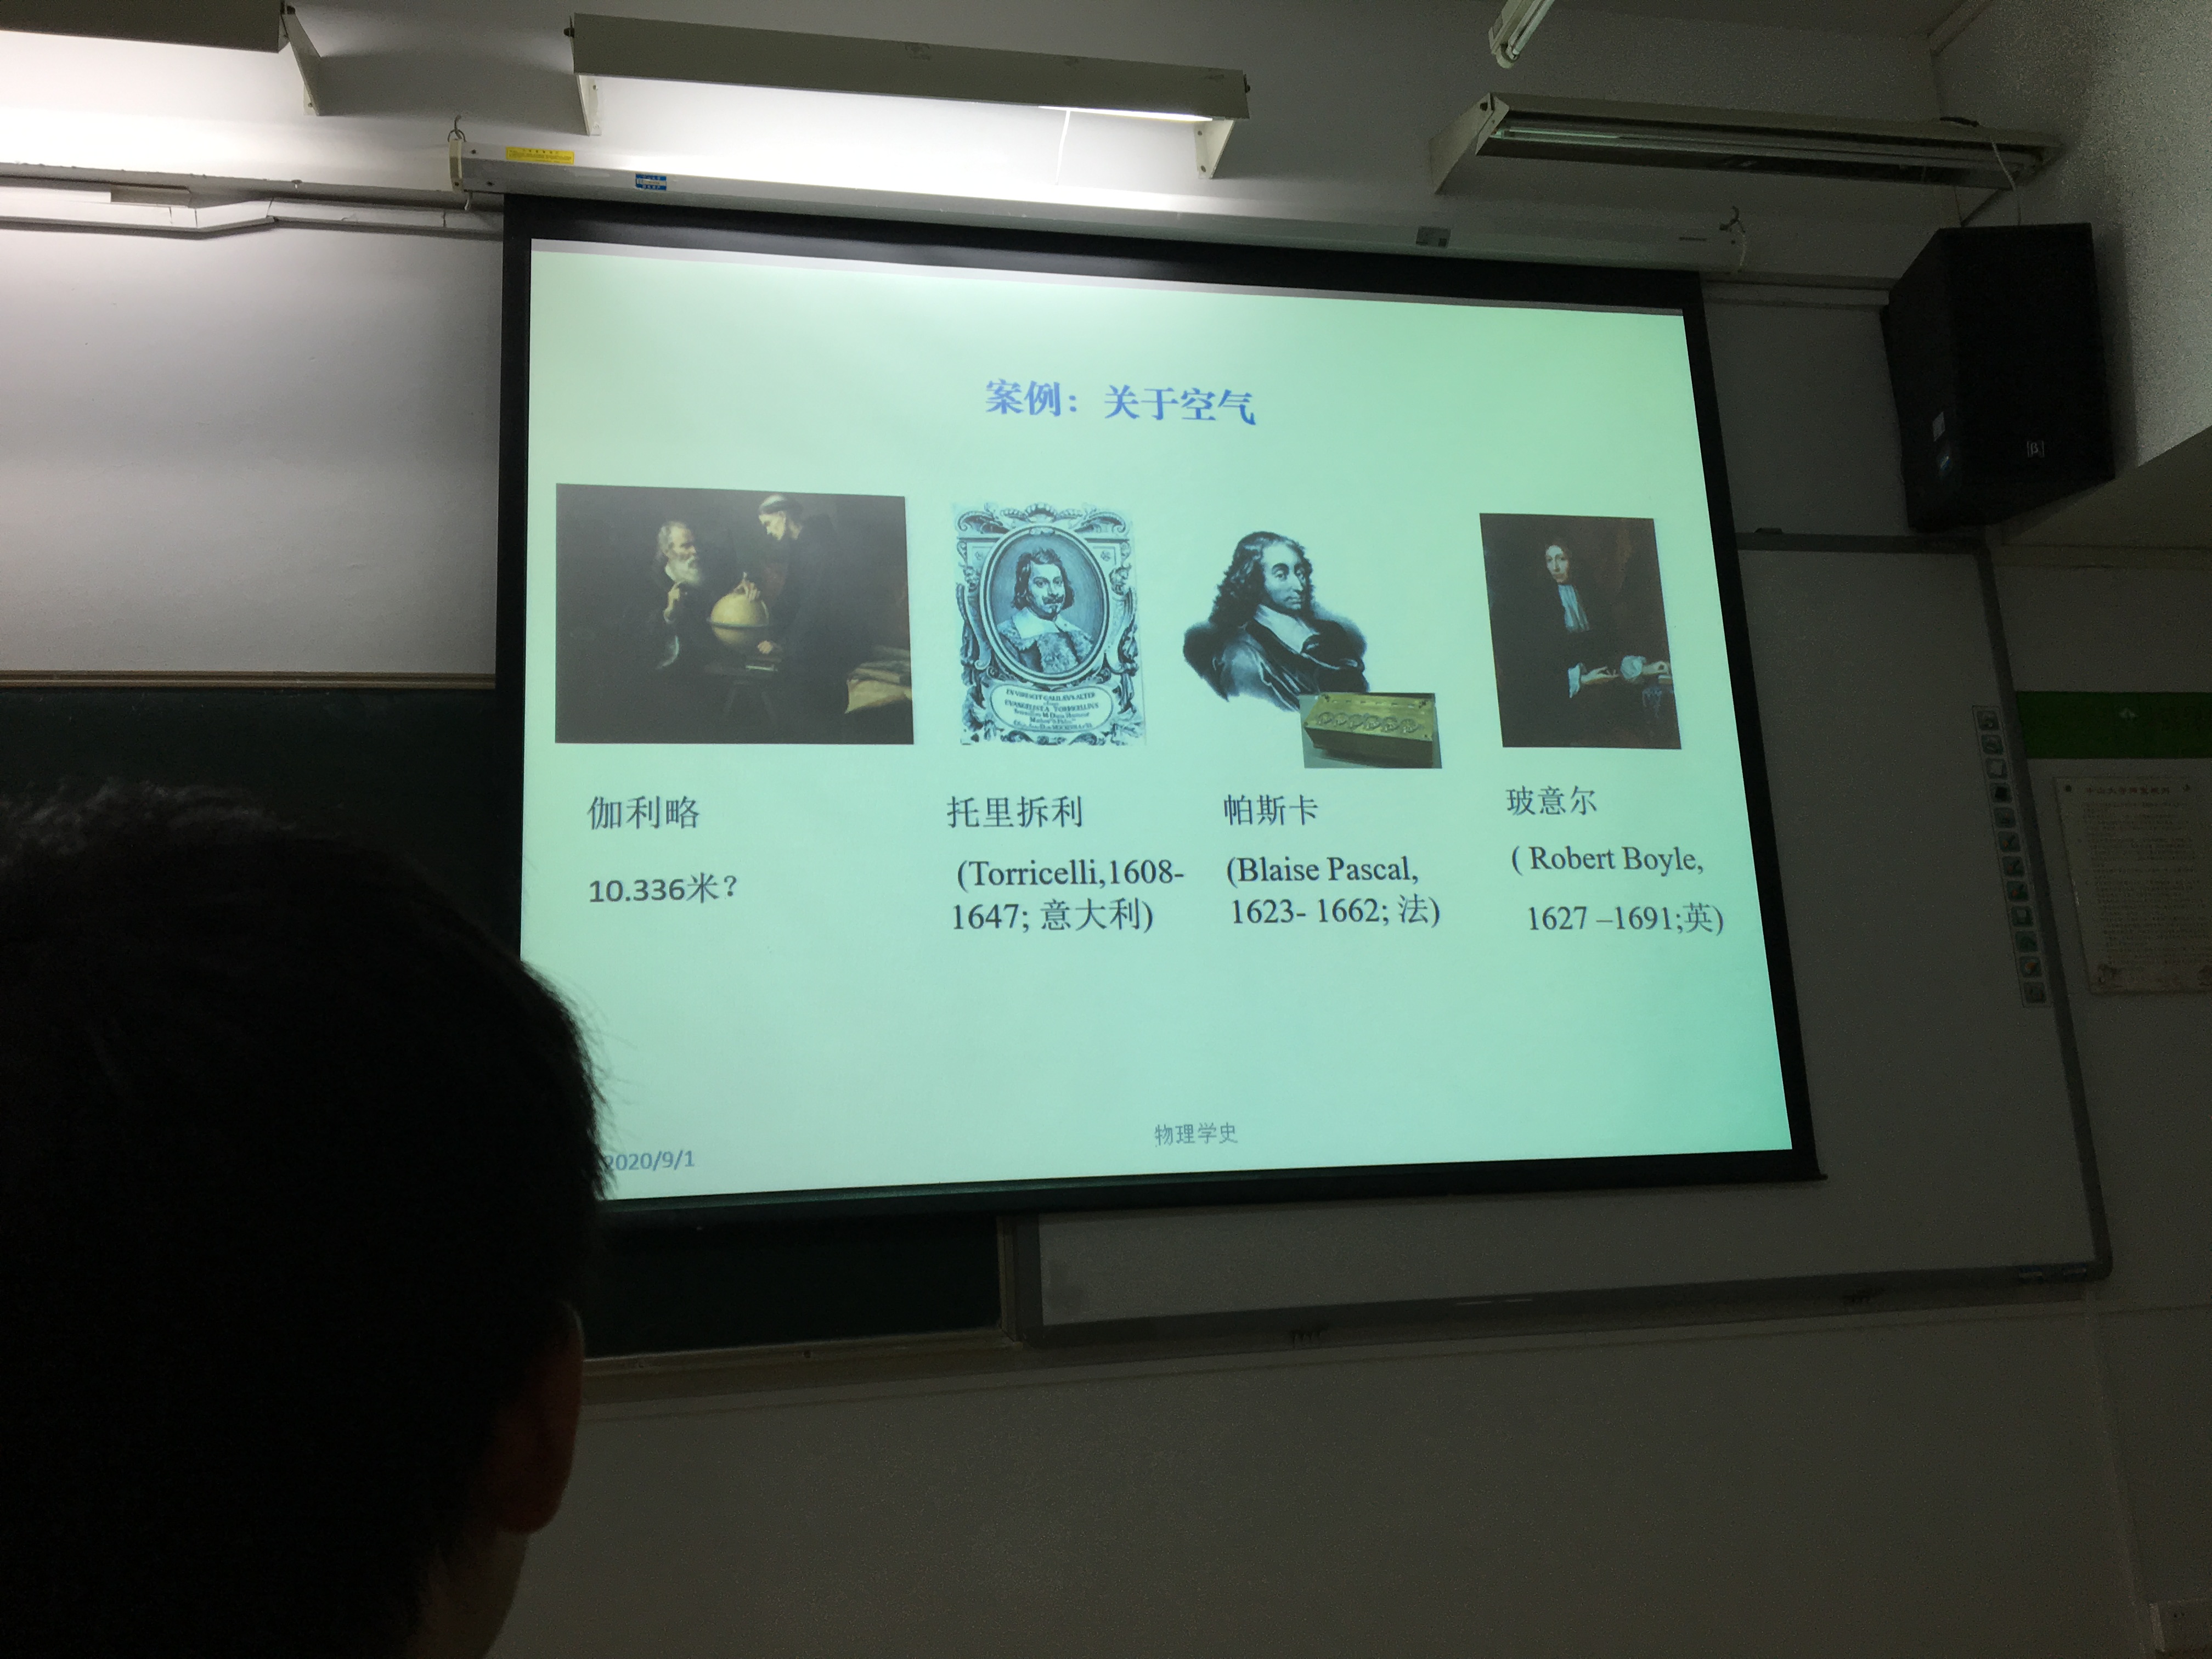 案例：关于空气
EVANGELISTA TORRICELLIVS
伽利略
10.336米？
托里拆利
(Torricelli,1608-
1647; 意大利)
帕斯卡
(Blaise Pascal,
1623- 1662; 法)
玻意尔
( Robert Boyle,
1627 –1691;英)
2020/9/1
物理学史